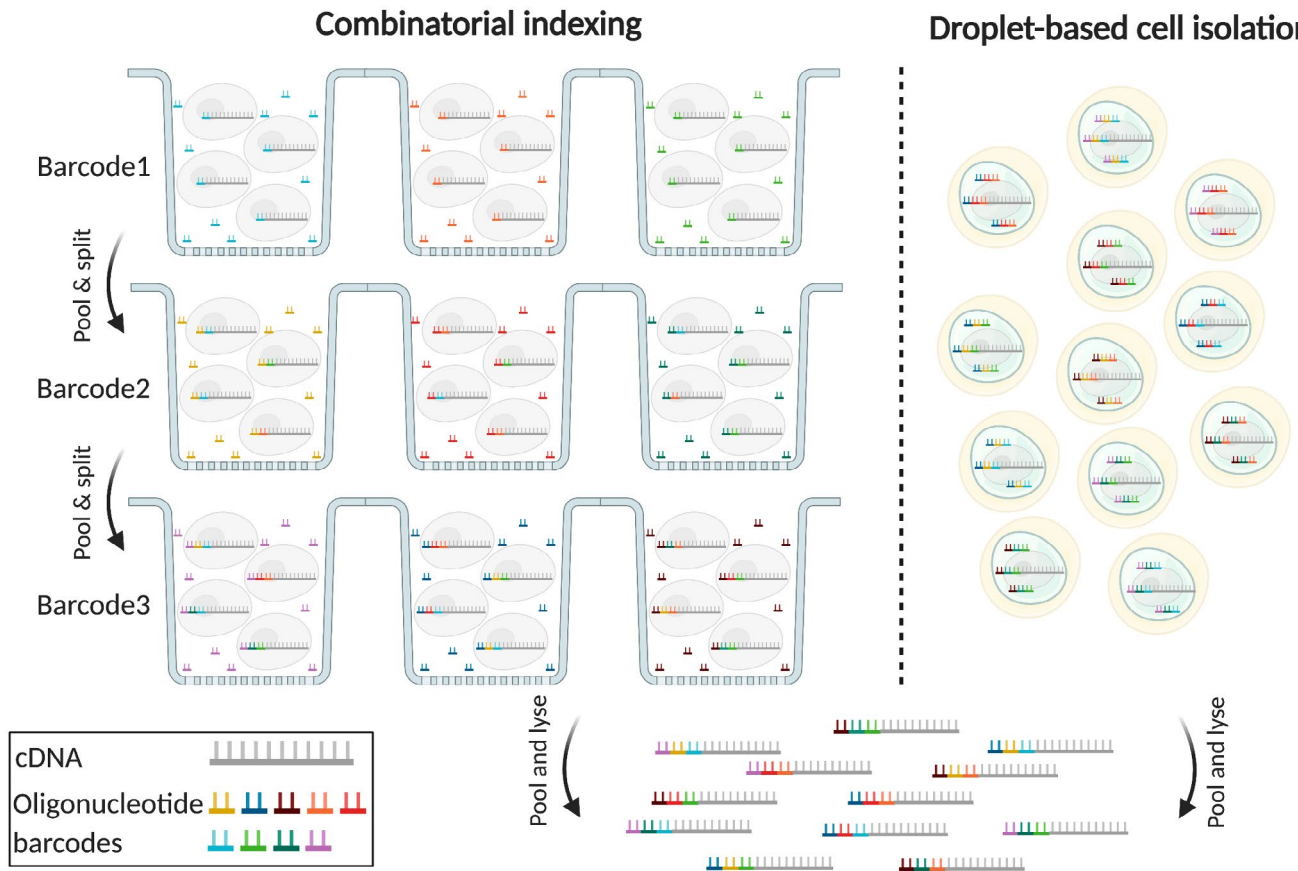 Combinatorial indexing
Droplet-based cell isolation
Barcode1
Pool & split
Barcode2
Pool & split
Barcode3
Pool and lyse
Pool and lyse
cDNA
Oligonucleotide
barcodes